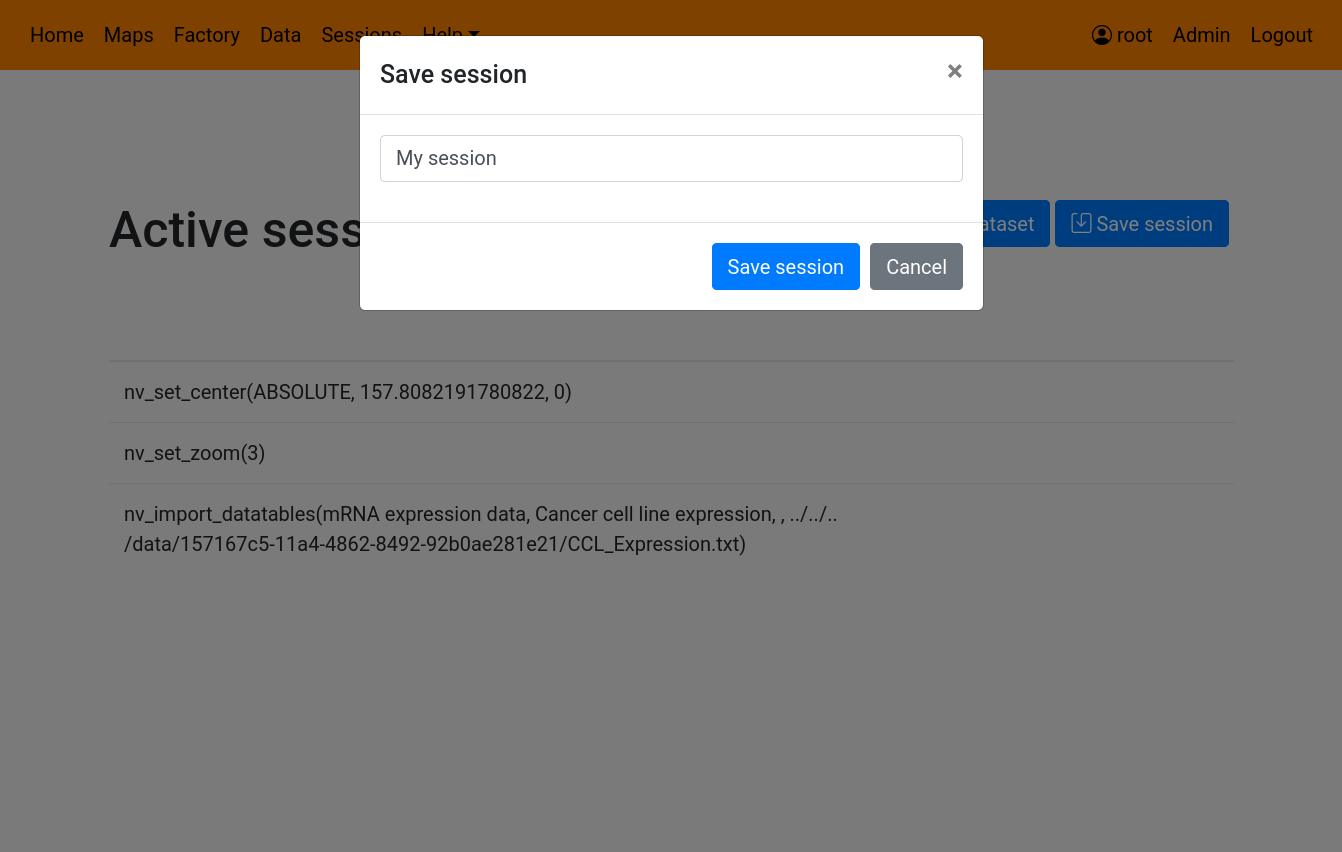 Home Maps Factory Data Sessions Help root Admin Logout
Save session ×
My session
Active sess ataset Save session
Save session Cancel
nv_set_center(ABSOLUTE, 157.8082191780822, 0)
nv_set_zoom(3)
nv_import_datatables(mRNA expression data, Cancer cell line expression, , ../../..
/data/157167c5-11a4-4862-8492-92b0ae281e21/CCL_Expression.txt)